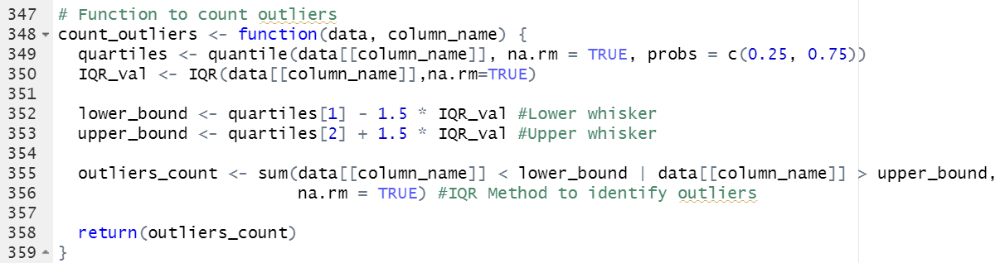 347 # Function to count outliers
348 count_outliers <- function(data, column_name) {
349   quartiles <- quantile(data[[column_name]], na.rm = TRUE, probs = c(0.25, 0.75))
350   IQR_val <- IQR(data[[column_name]],na.rm=TRUE)
351
352   lower_bound <- quartiles[1] - 1.5 * IQR_val #Lower whisker
353   upper_bound <- quartiles[2] + 1.5 * IQR_val #Upper whisker
354
355   outliers_count <- sum(data[[column_name]] < lower_bound | data[[column_name]] > upper_bound,
356                         na.rm = TRUE) #IQR Method to identify outliers
357
358   return(outliers_count)
359 }